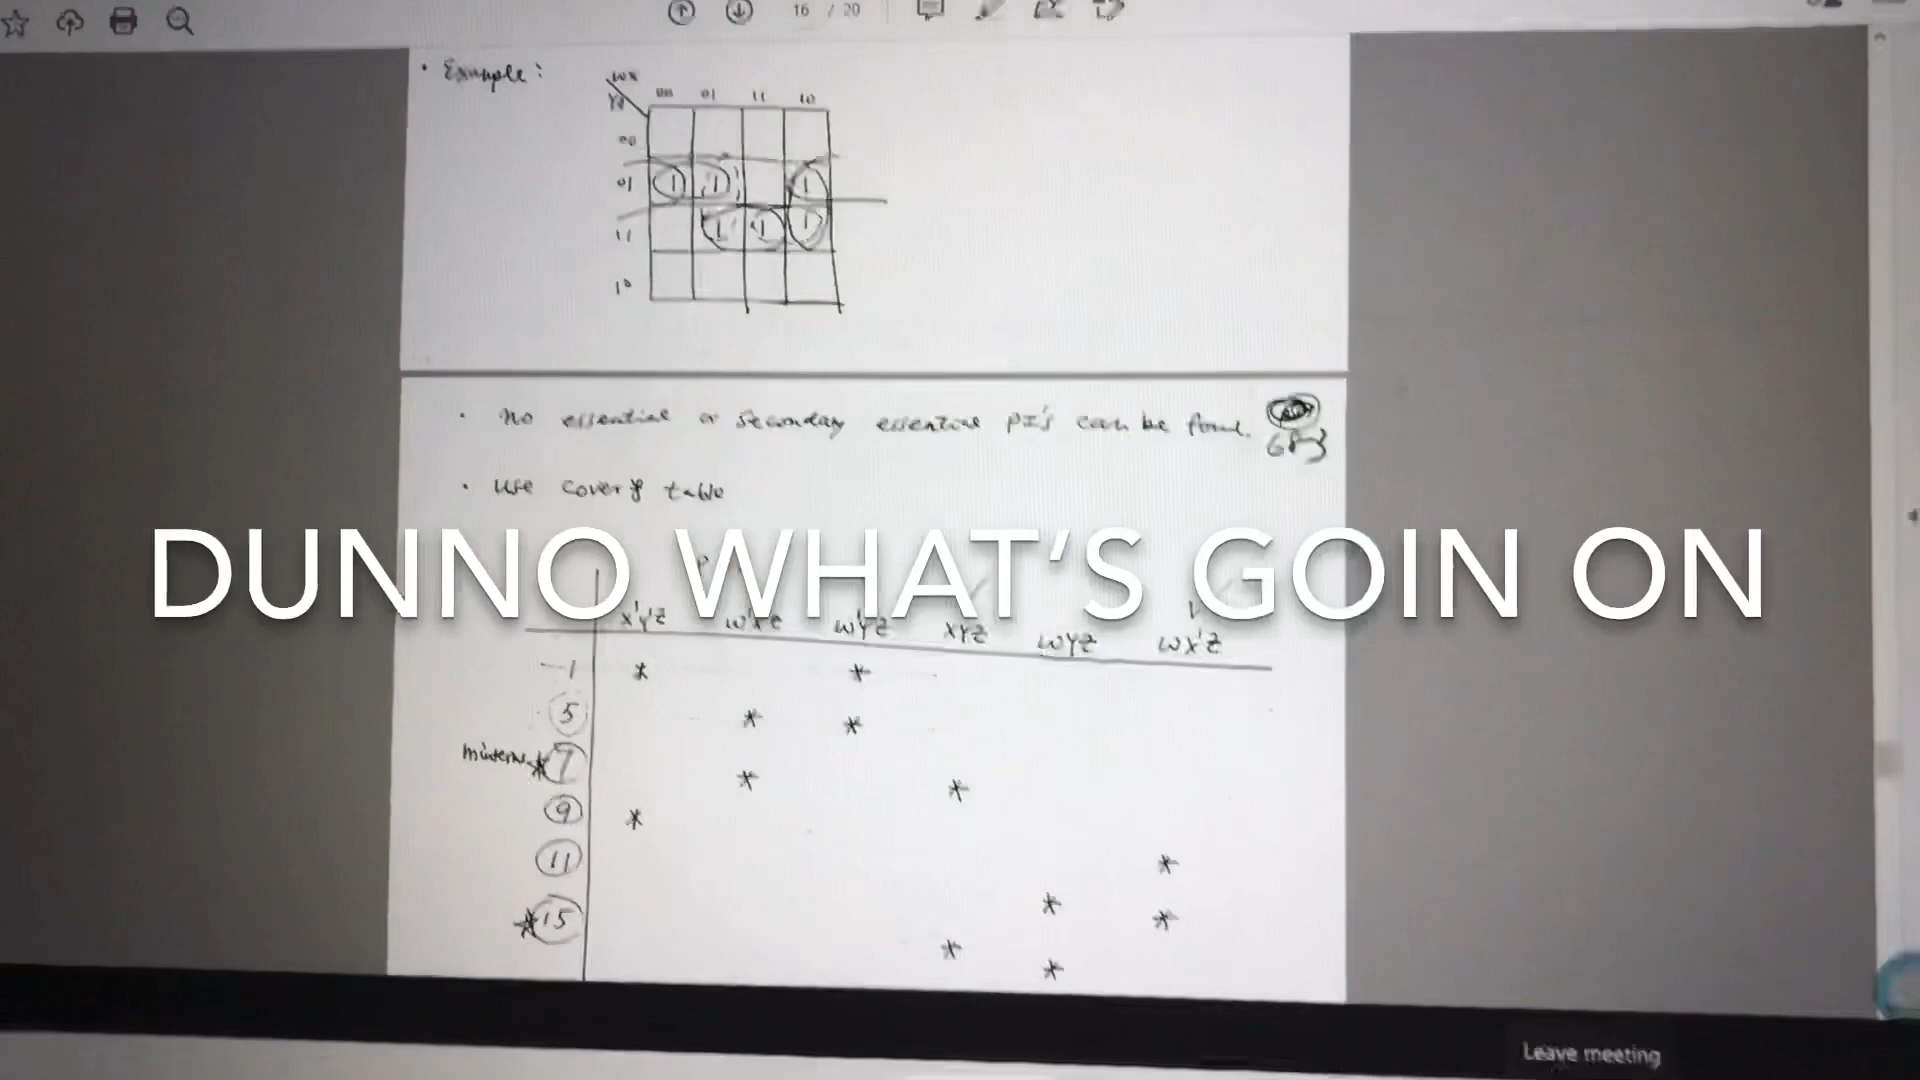 16 / 20
• Example:
WX
YZ
00 01 11 10
00
01 1 1 1
11 1 1 1
10
• No essential or secondary essential PI's can be found.
• use covering table
DUNNO WHAT'S GOIN ON
X'Y'Z W'XZ W'Y'Z XYZ WYZ WX'Z
1 * *
5 * *
minterms * 7 * *
9 *
11 *
* 15 * *
* *
Leave meeting